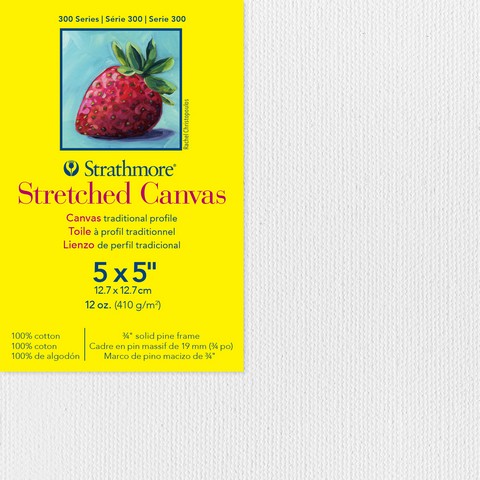 300 Series | Série 300 | Serie 300
Rachel Christopoulos
Strathmore®
Stretched Canvas
Canvas traditional profile
Toile à profil traditionnel
Lienzo de perfil tradicional
5 x 5"
12.7 x 12.7cm
12 oz. (410 g/m²)
100% cotton
100% coton
100% de algodón
¾" solid pine frame
Cadre en pin massif de 19 mm (¾ po)
Marco de pino macizo de ¾"